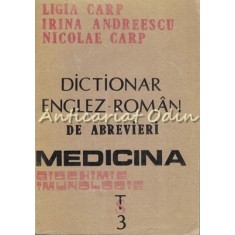 LIGIA CARP
IRINA ANDREESCU
NICOLAE CARP
DICTIONAR
ENGLEZ-ROMÂN
Anticariat Odin
DE ABREVIERI
MEDICINA
BIOCHIMIE
IMUNOLOGIE
T
3